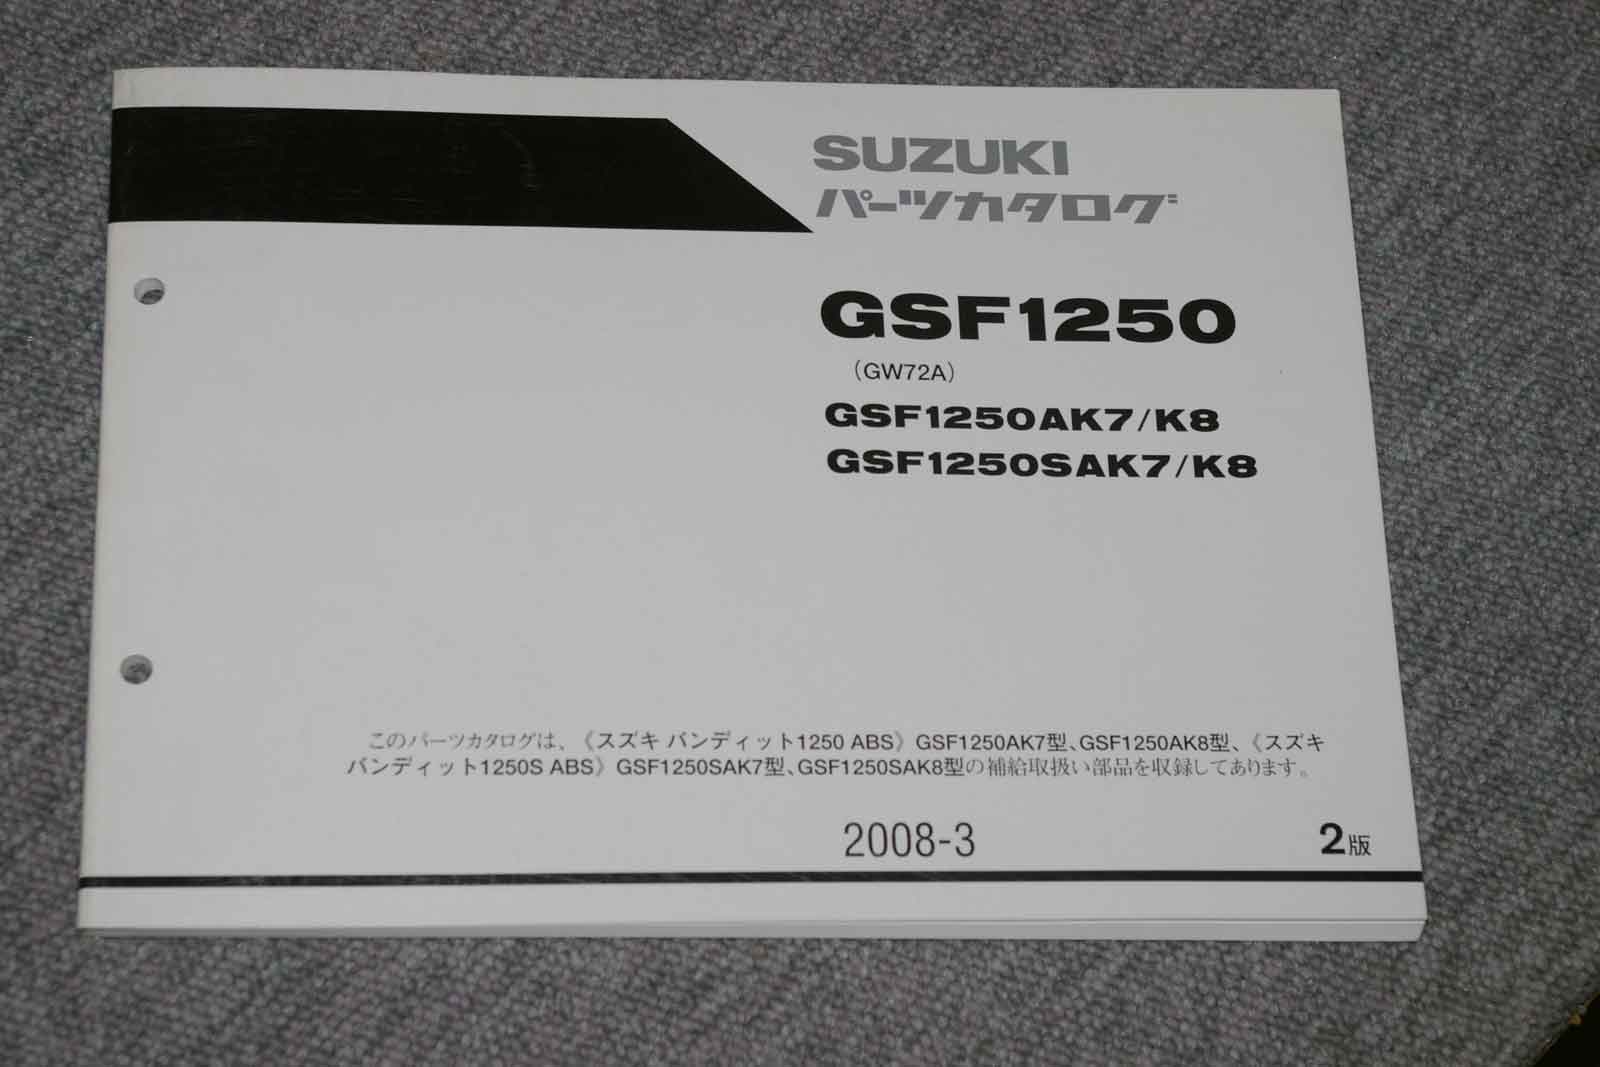 SUZUKI
パーツカタログ
GSF1250
（GW72A）
GSF1250AK7/K8
GSF1250SAK7/K8
このパーツカタログは、《スズキ バンディット1250 ABS》GSF1250AK7型、GSF1250AK8型、《スズキ
バンディット1250S ABS》GSF1250SAK7型、GSF1250SAK8型の補給取扱い部品を収録してあります。
2008-3
2版